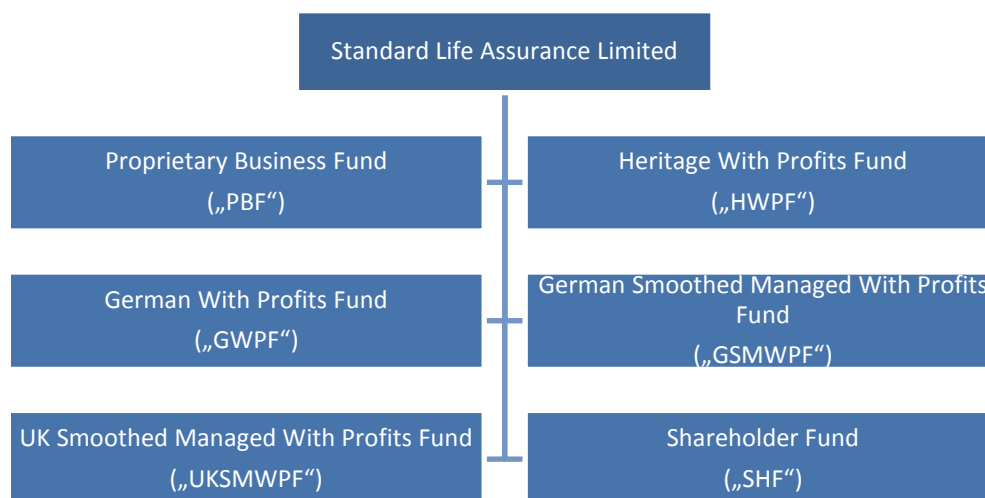 Standard Life Assurance Limited
Proprietary Business Fund
(„PBF“)
Heritage With Profits Fund
(„HWPF“)
German With Profits Fund
(„GWPF“)
German Smoothed Managed With Profits
Fund
(„GSMWPF“)
UK Smoothed Managed With Profits Fund
(„UKSMWPF“)
Shareholder Fund
(„SHF“)